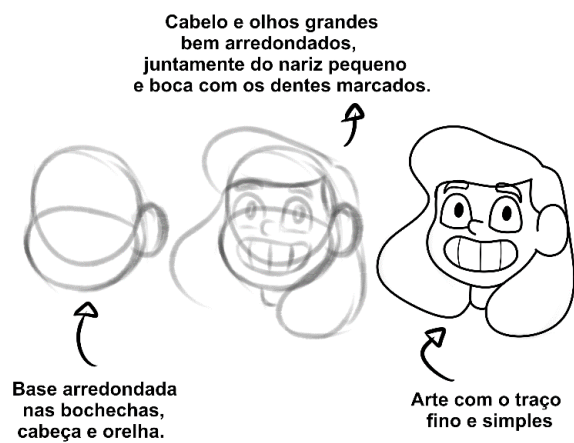 Cabelo e olhos grandes
bem arredondados,
juntamente do nariz pequeno
e boca com os dentes marcados.
Base arredondada
nas bochechas,
cabeça e orelha.
Arte com o traço
fino e simples